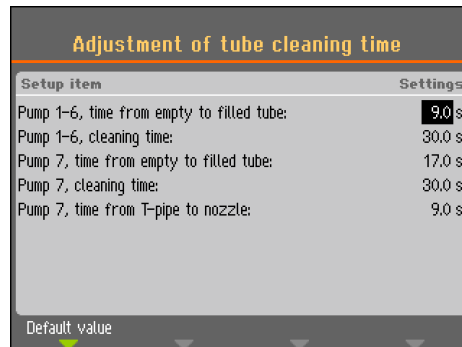 Adjustment of tube cleaning time
Setup item Settings
Pump 1-6, time from empty to filled tube: 9.0 s
Pump 1-6, cleaning time: 30.0 s
Pump 7, time from empty to filled tube: 17.0 s
Pump 7, cleaning time: 30.0 s
Pump 7, time from T-pipe to nozzle: 9.0 s
Default value